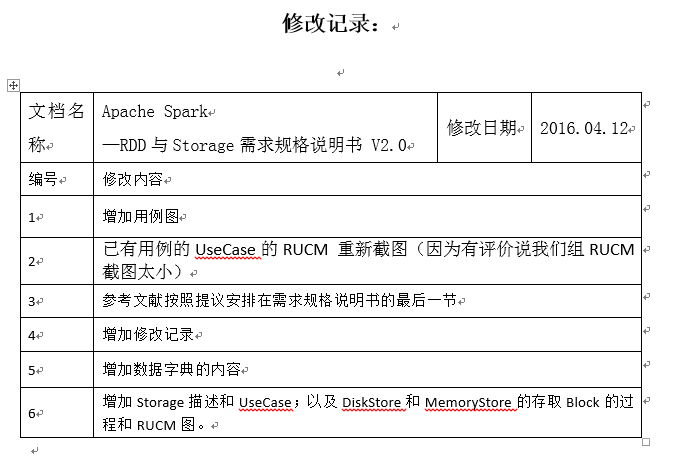 修改记录：
文档名称 Apache Spark
—RDD 与 Storage 需求规格说明书 V2.0 修改日期 2016.04.12
编号 修改内容
1 增加用例图
2 已有用例的 UseCase 的 RUCM 重新截图（因为有评价说我们组 RUCM
截图太小）
3 参考文献按照提议安排在需求规格说明书的最后一节
4 增加修改记录
5 增加数据字典的内容
6 增加 Storage 描述和 UseCase；以及 DiskStore 和 MemoryStore 的存取 Block 的过
程和 RUCM 图。